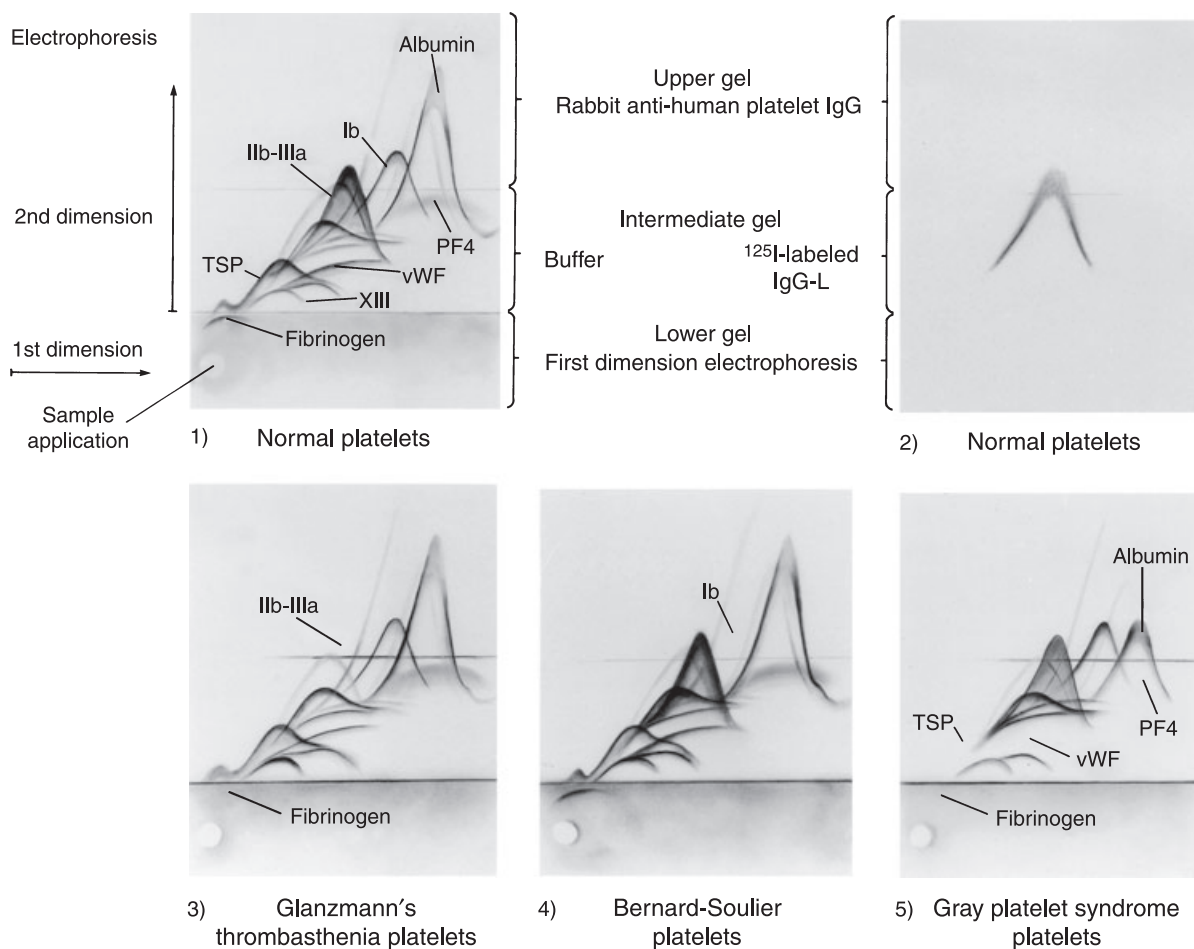 Electrophoresis
2nd dimension
1st dimension
Sample
application
Albumin
Ib
IIb-IIIa
PF4
TSP
vWF
XIII
Fibrinogen
1) Normal platelets
Upper gel
Rabbit anti-human platelet IgG
Intermediate gel
Buffer
125I-labeled
IgG-L
Lower gel
First dimension electrophoresis
2) Normal platelets
IIb-IIIa
Fibrinogen
3) Glanzmann's
thrombasthenia platelets
Ib
4) Bernard-Soulier
platelets
Albumin
PF4
TSP
vWF
Fibrinogen
5) Gray platelet syndrome
platelets